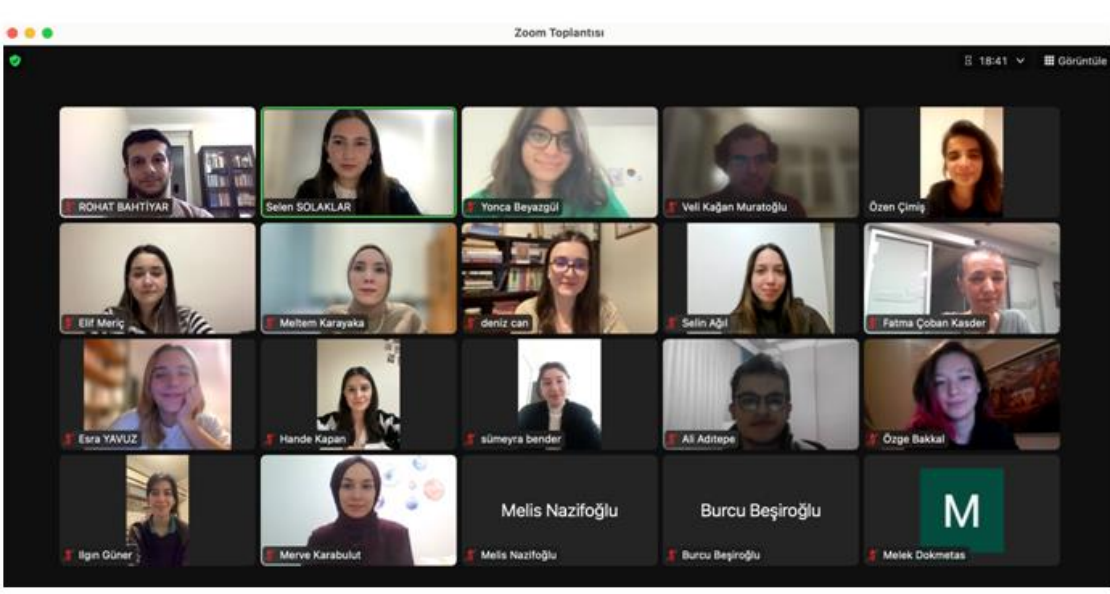 Zoom Toplantısı
18:41
Görüntüle
ROHAT BAHTİYAR
Selen SOLAKLAR
Yonca Beyazgül
Veli Kağan Muratoğlu
Özen Çimiş
Elif Meriç
Meltem Karayaka
deniz can
Selin Ağıl
Fatma Çoban Kasder
Esra YAVUZ
Hande Kapan
sümeyra bender
Ali Adıtepe
Özge Bakkal
Ilgın Güner
Merve Karabulut
Melis Nazifoğlu
Melis Nazifoğlu
Burcu Beşiroğlu
Burcu Beşiroğlu
M
Melek Dokmetas